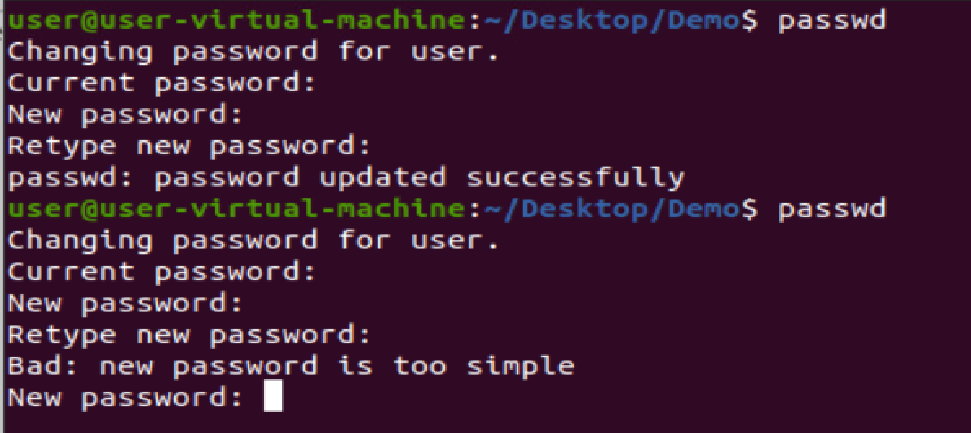 user@user-virtual-machine:~/Desktop/Demo$ passwd
Changing password for user.
Current password:
New password:
Retype new password:
passwd: password updated successfully
user@user-virtual-machine:~/Desktop/Demo$ passwd
Changing password for user.
Current password:
New password:
Retype new password:
Bad: new password is too simple
New password: